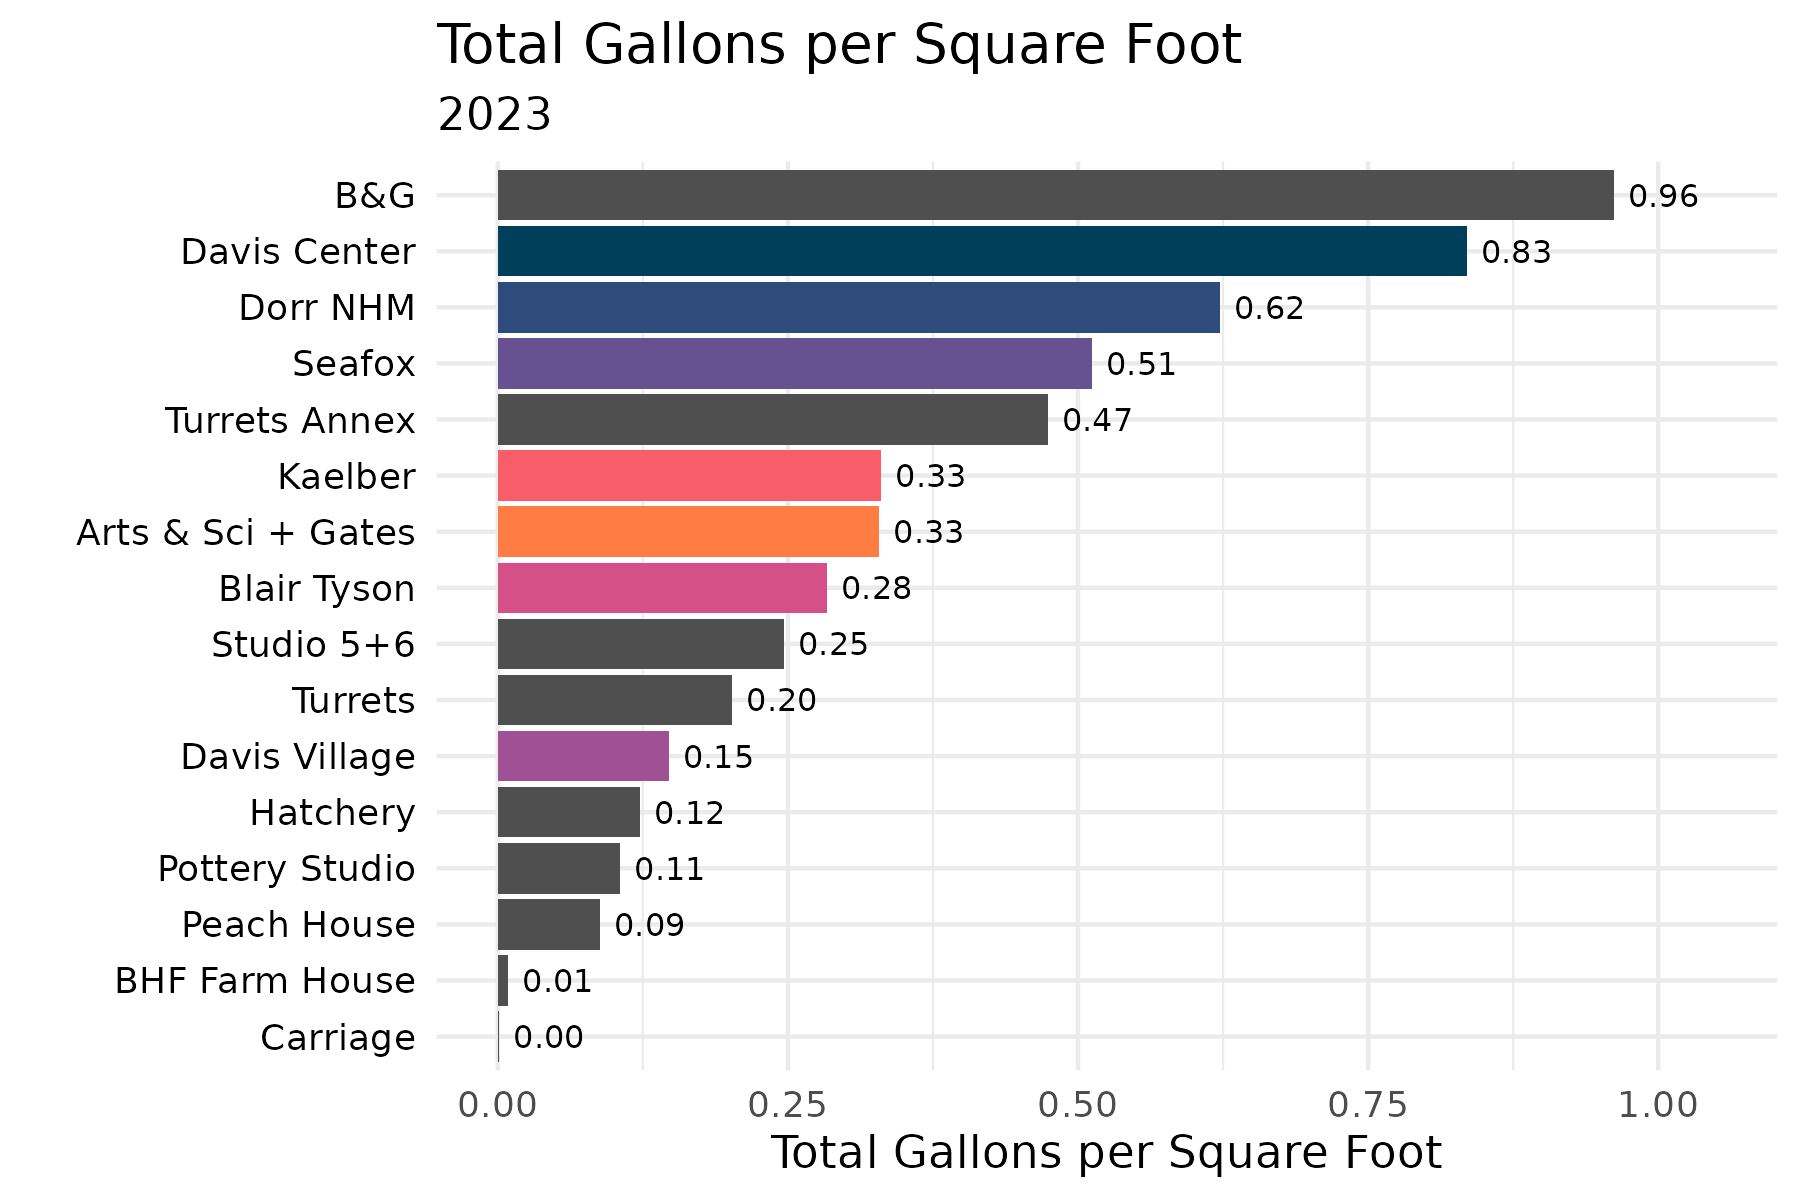 Total Gallons per Square Foot
2023
B&G 0.96
Davis Center 0.83
Dorr NHM 0.62
Seafox 0.51
Turrets Annex 0.47
Kaelber 0.33
Arts & Sci + Gates 0.33
Blair Tyson 0.28
Studio 5+6 0.25
Turrets 0.20
Davis Village 0.15
Hatchery 0.12
Pottery Studio 0.11
Peach House 0.09
BHF Farm House 0.01
Carriage 0.00
0.00 0.25 0.50 0.75 1.00
Total Gallons per Square Foot